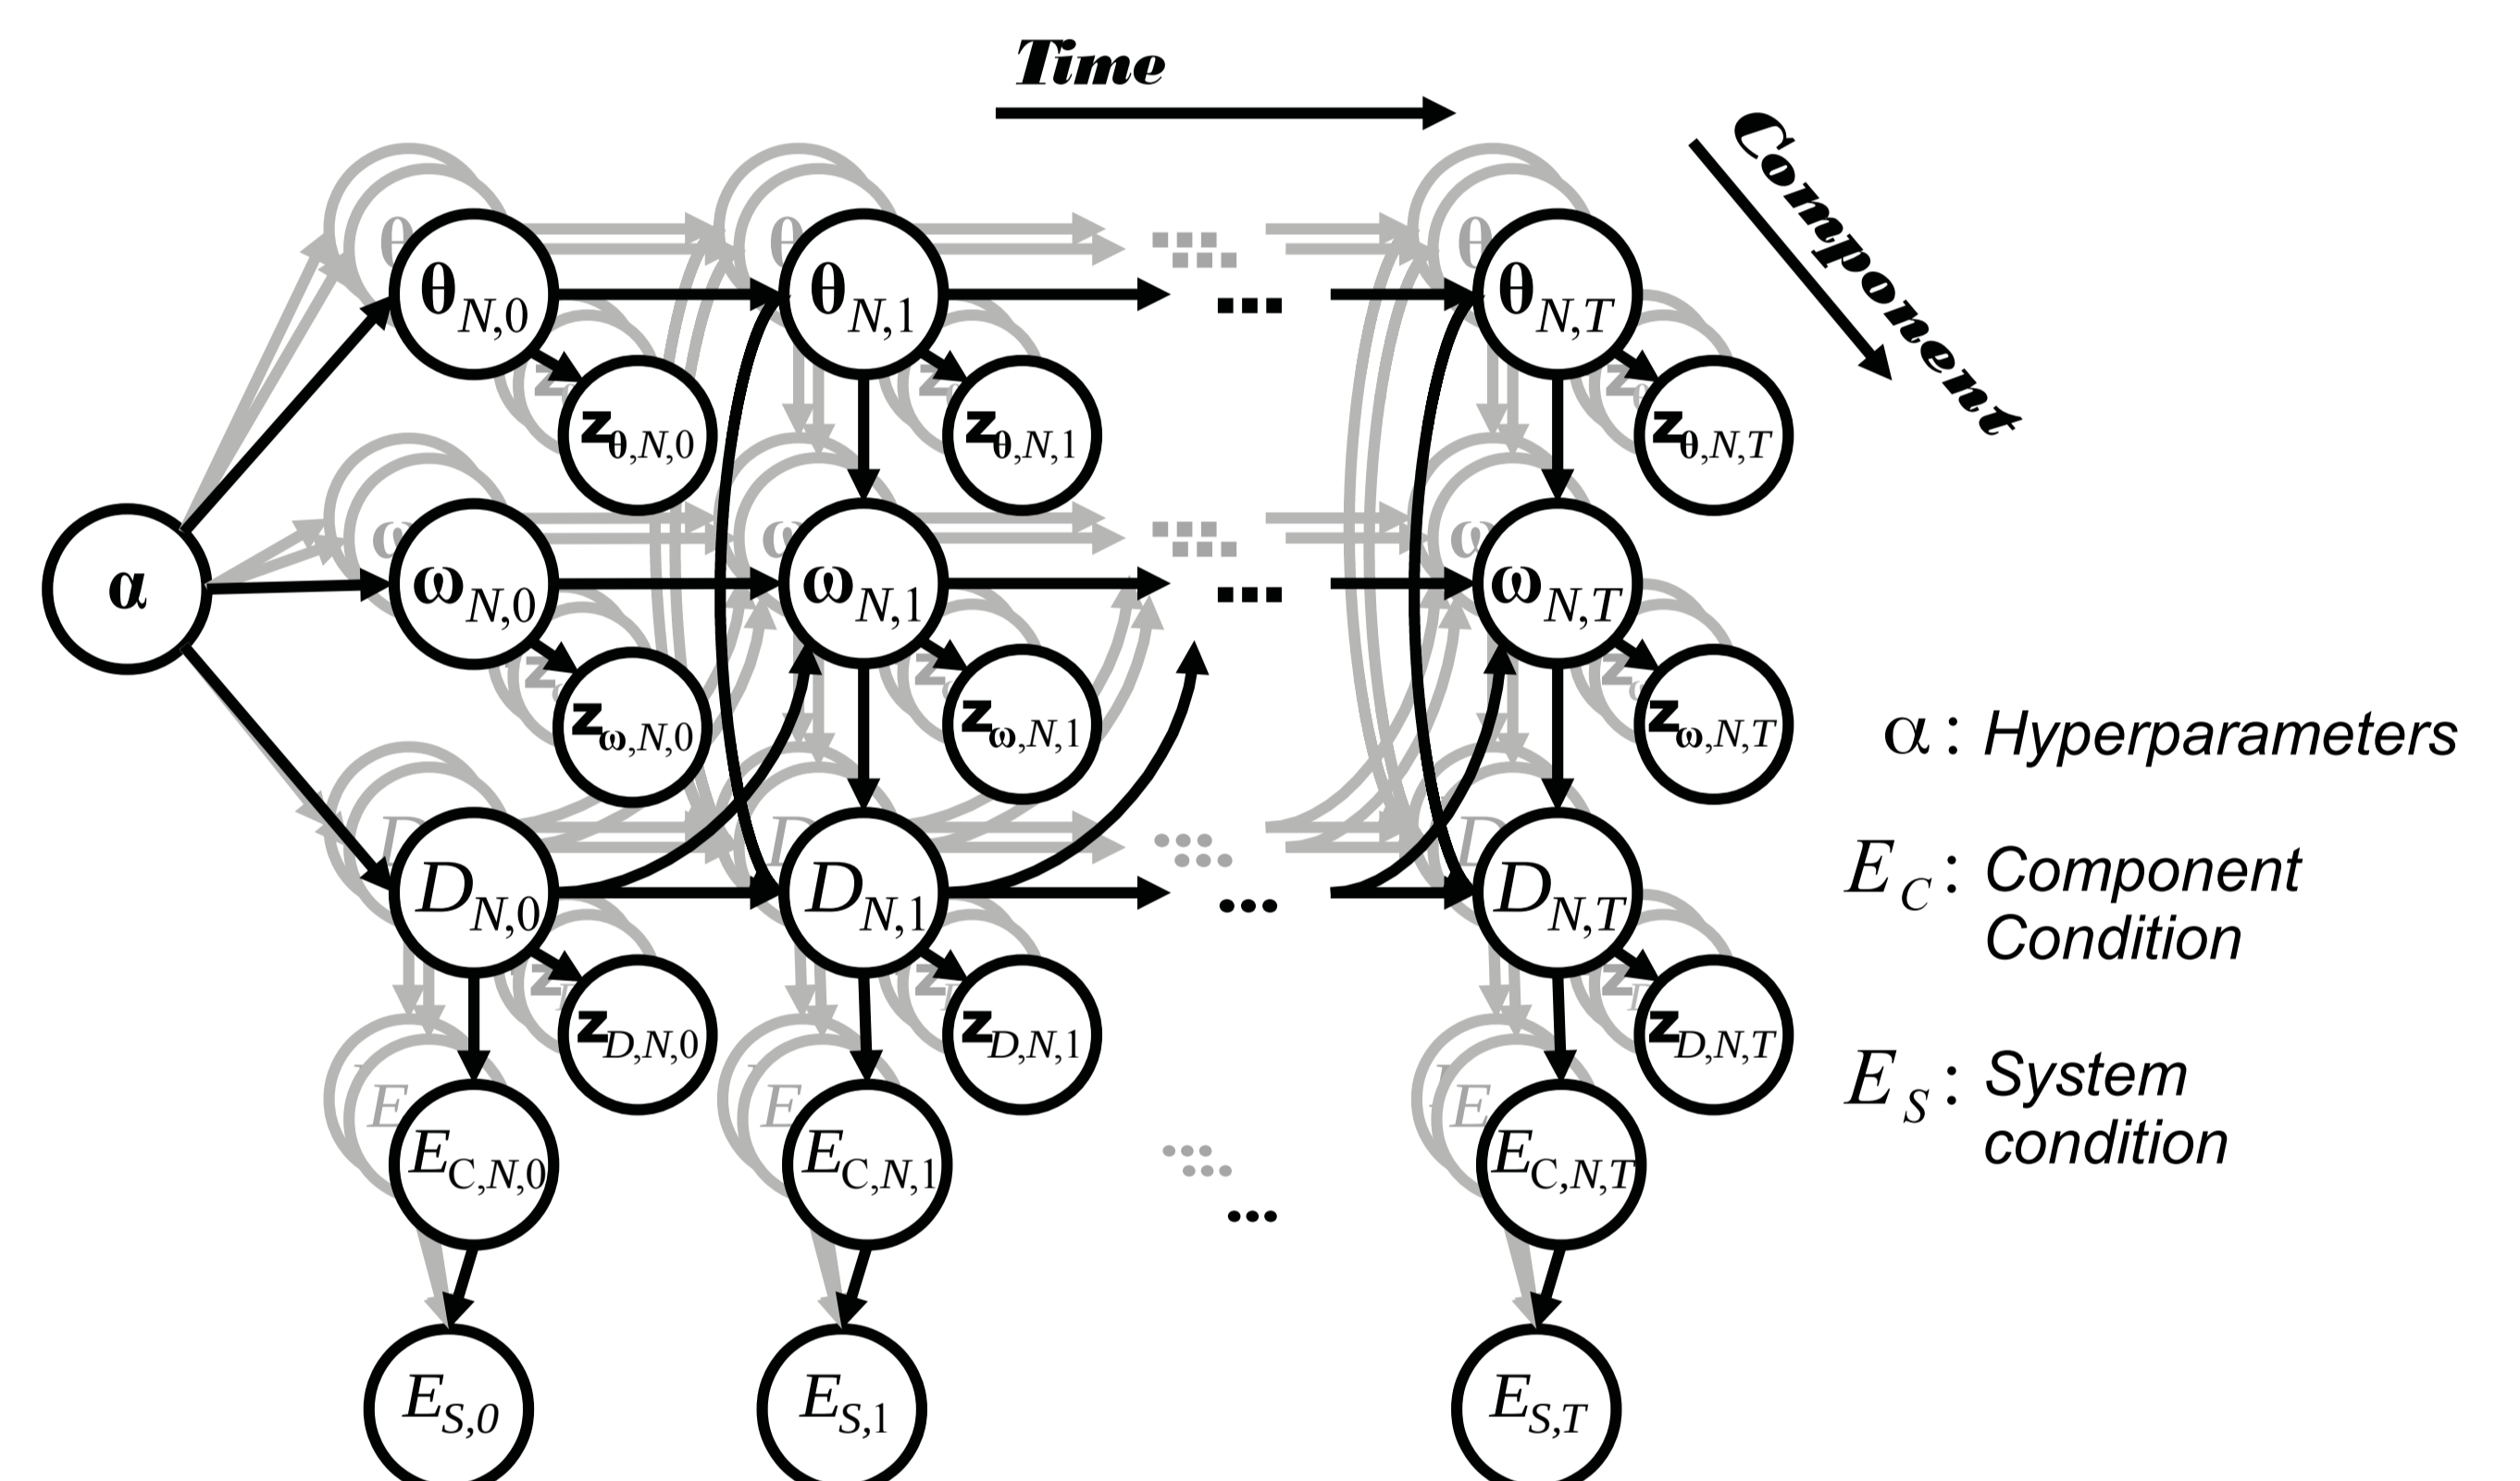 Time
Component
θ θ θ
θN,0 θN,1 θN,T
z z z
zθ,N,0 zθ,N,1 zθ,N,T
ω ω ω
α ωN,0 ωN,1 ωN,T
z z z
zω,N,0 zω,N,1 zω,N,T
α : Hyperparameters
D D D
DN,0 DN,1 DN,T
EC : Component
Condition
z z z
zD,N,0 zD,N,1 zD,N,T
ES : System
condition
E E E
EC,N,0 EC,N,1 EC,N,T
ES,0 ES,1 ES,T